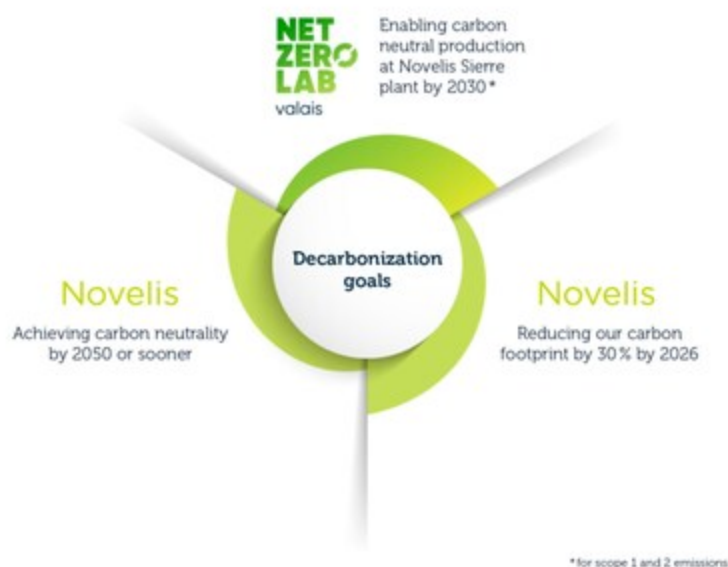 NET
ZERO
LAB
valais
Enabling carbon
neutral production
at Novelis Sierre
plant by 2030*
Decarbonization
goals
Novelis
Achieving carbon neutrality
by 2050 or sooner
Novelis
Reducing our carbon
footprint by 30% by 2026
*for scope 1 and 2 emissions